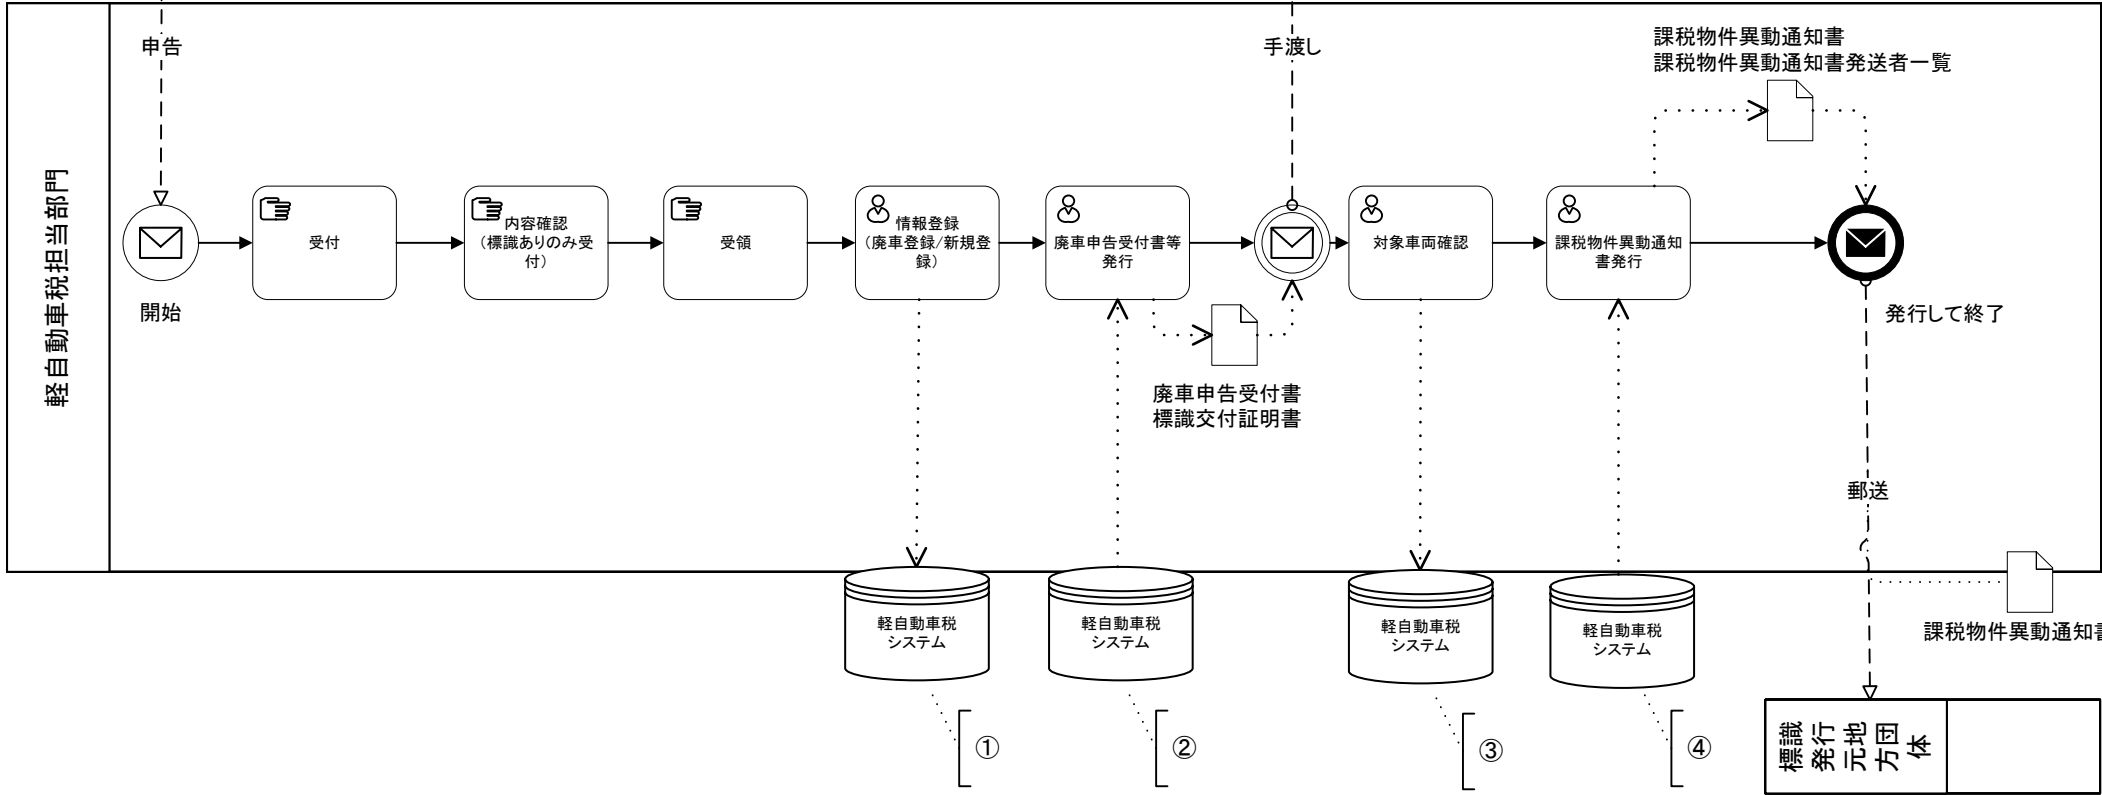 申告
手渡し
課税物件異動通知書
課税物件異動通知書発送者一覧
軽自動車税担当部門
受付
内容確認
（標識ありのみ受
付）
受領
情報登録
（廃車登録/新規登
録）
廃車申告受付書等
発行
対象車両確認
課税物件異動通知
書発行
開始
発行して終了
廃車申告受付書
標識交付証明書
郵送
軽自動車税
システム
軽自動車税
システム
軽自動車税
システム
軽自動車税
システム
課税物件異動通知書
①
②
③
④
標識
発行
元地
方団
体